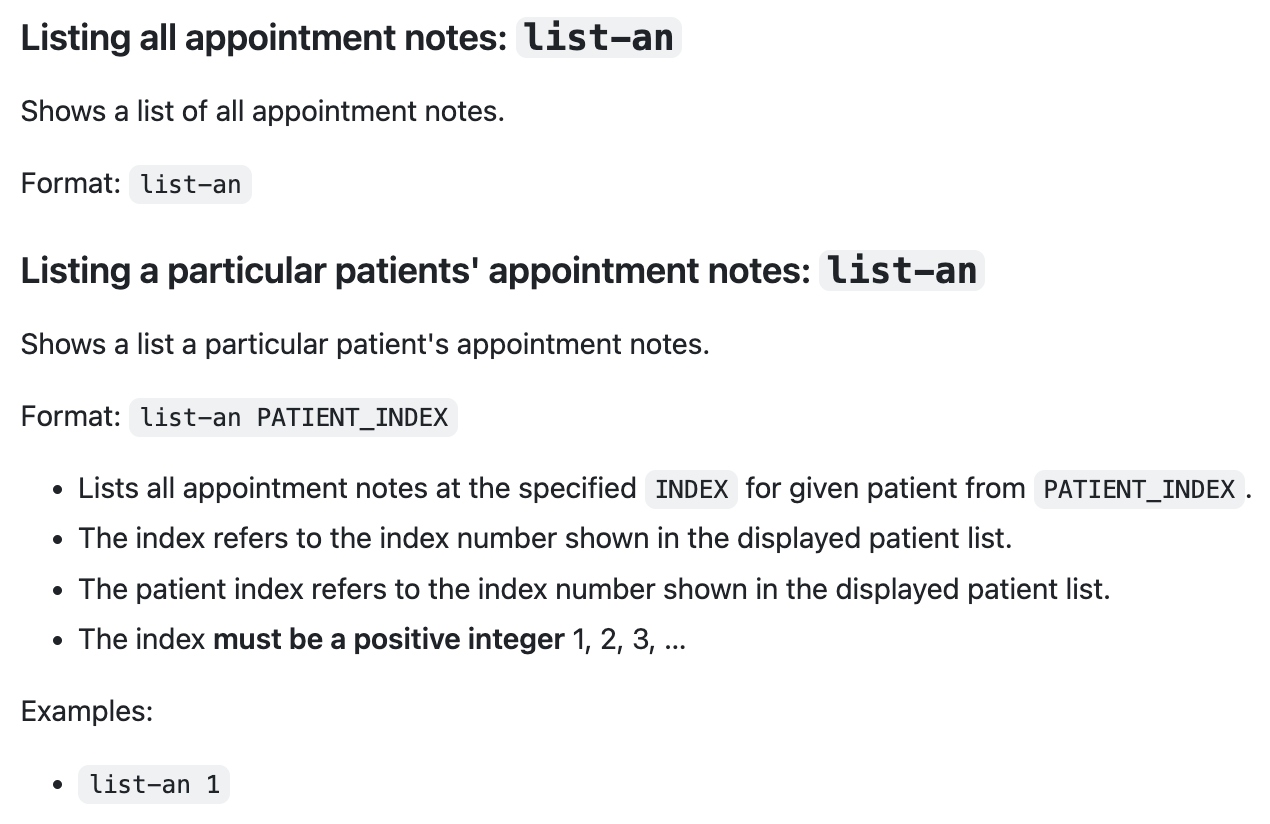 Listing all appointment notes: list-an
Shows a list of all appointment notes.
Format: list-an
Listing a particular patients' appointment notes: list-an
Shows a list a particular patient's appointment notes.
Format: list-an PATIENT_INDEX
• Lists all appointment notes at the specified INDEX for given patient from PATIENT_INDEX.
• The index refers to the index number shown in the displayed patient list.
• The patient index refers to the index number shown in the displayed patient list.
• The index must be a positive integer 1, 2, 3, …
Examples:
• list-an 1